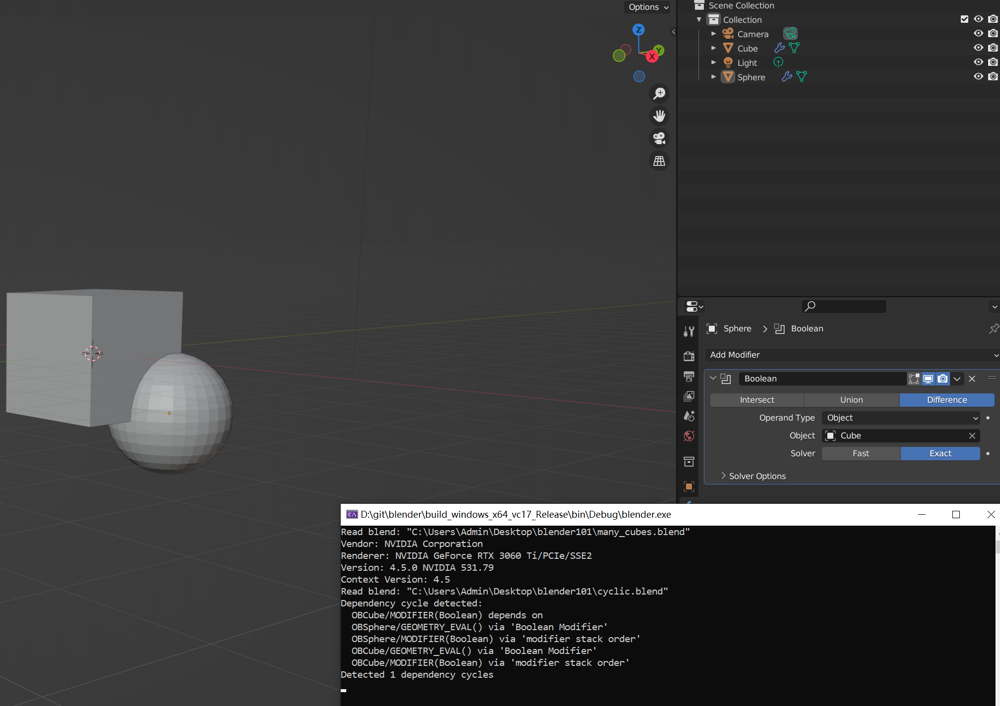 Options
Z
Y
X
Scene Collection
Collection
Camera
Cube
Light
Sphere
Sphere > Boolean
Add Modifier
Boolean
Intersect Union Difference
Operand Type Object
Object Cube
Solver Fast Exact
Solver Options
C:\ D:\git\blender\build_windows_x64_vc17_Release\bin\Debug\blender.exe
Read blend: "C:\Users\Admin\Desktop\blender101\many_cubes.blend"
Vendor: NVIDIA Corporation
Renderer: NVIDIA GeForce RTX 3060 Ti/PCIe/SSE2
Version: 4.5.0 NVIDIA 531.79
Context Version: 4.5
Read blend: "C:\Users\Admin\Desktop\blender101\cyclic.blend"
Dependency cycle detected:
OBCube/MODIFIER(Boolean) depends on
OBSphere/GEOMETRY_EVAL() via 'Boolean Modifier'
OBSphere/MODIFIER(Boolean) via 'modifier stack order'
OBCube/GEOMETRY_EVAL() via 'Boolean Modifier'
OBCube/MODIFIER(Boolean) via 'modifier stack order'
Detected 1 dependency cycles